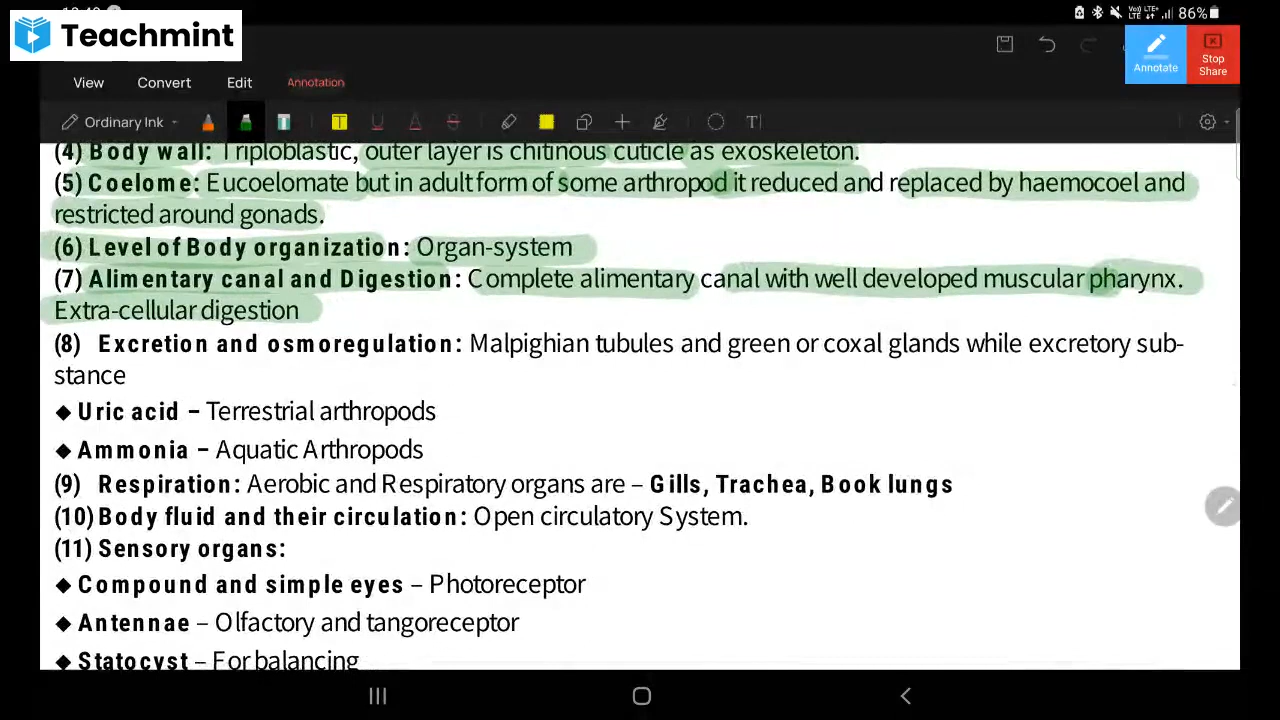 Teachmint
86%
Annotate
Stop
Share
View Convert Edit Annotation
Ordinary Ink
(4) Body wall: Triploblastic, outer layer is chitinous cuticle as exoskeleton.
(5) Coelome: Eucoelomate but in adult form of some arthropod it reduced and replaced by haemocoel and
restricted around gonads.
(6) Level of Body organization: Organ-system
(7) Alimentary canal and Digestion: Complete alimentary canal with well developed muscular pharynx.
Extra-cellular digestion
(8) Excretion and osmoregulation: Malpighian tubules and green or coxal glands while excretory sub-
stance
◆ Uric acid – Terrestrial arthropods
◆ Ammonia – Aquatic Arthropods
(9) Respiration: Aerobic and Respiratory organs are – Gills, Trachea, Book lungs
(10) Body fluid and their circulation: Open circulatory System.
(11) Sensory organs:
◆ Compound and simple eyes – Photoreceptor
◆ Antennae – Olfactory and tangoreceptor
◆ Statocyst – For balancing